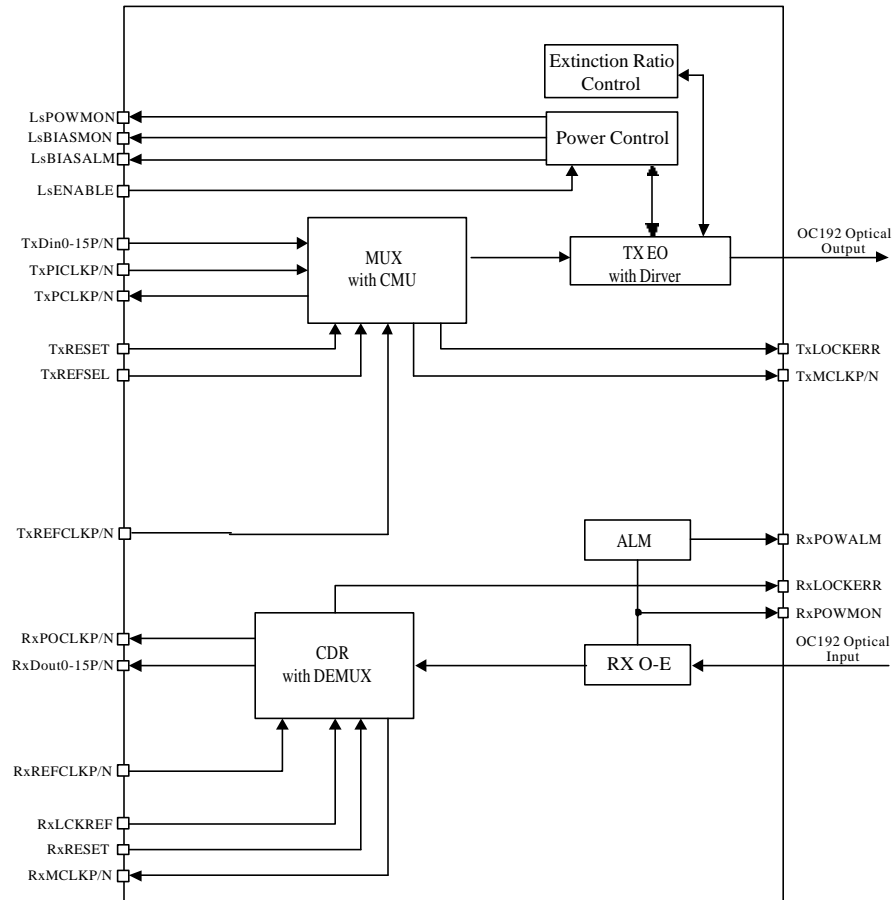 Extinction Ratio
Control
LsPOWMON
LsBIASMON
LsBIASALM
LsENABLE
Power Control
TxDin0-15P/N
TxPICLKP/N
TxPCLKP/N
MUX
with CMU
TX EO
with Dirver
OC192 Optical
Output
TxRESET
TxREFSEL
TxLOCKERR
TxMCLKP/N
TxREFCLKP/N
ALM
RxPOWALM
RxLOCKERR
RxPOWMON
RxPOCLKP/N
RxDout0-15P/N
CDR
with DEMUX
RX O-E
OC192 Optical
Input
RxREFCLKP/N
RxLCKREF
RxRESET
RxMCLKP/N